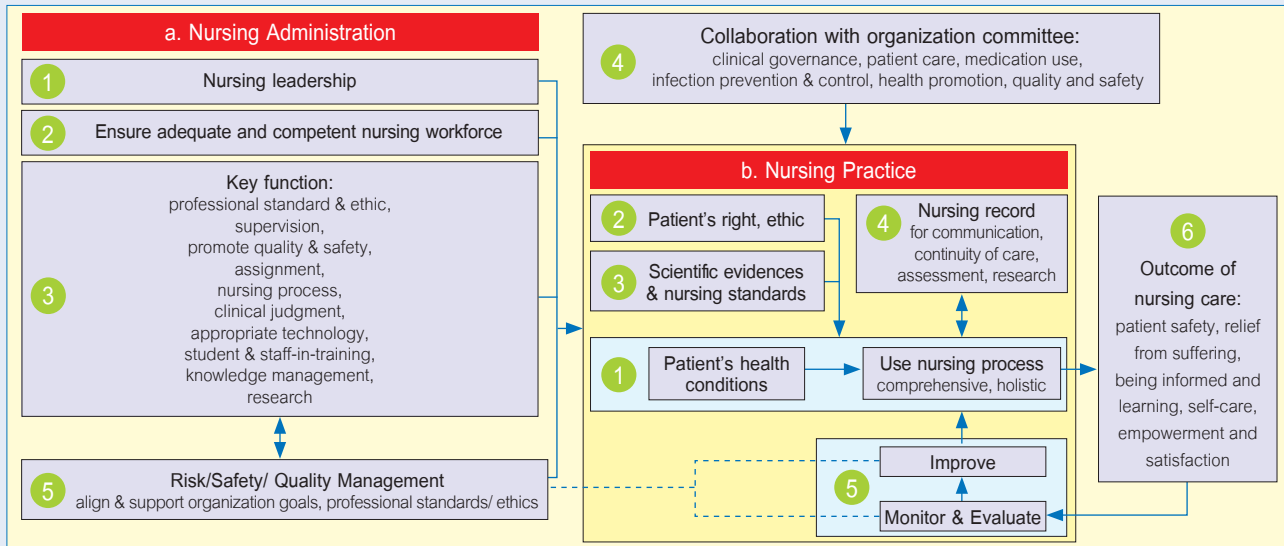 a. Nursing Administration
1
Nursing leadership
2
Ensure adequate and competent nursing workforce
3
Key function:
professional standard & ethic,
supervision,
promote quality & safety,
assignment,
nursing process,
clinical judgment,
appropriate technology,
student & staff-in-training,
knowledge management,
research
5
Risk/Safety/ Quality Management
align & support organization goals, professional standards/ ethics
4
Collaboration with organization committee:
clinical governance, patient care, medication use,
infection prevention & control, health promotion, quality and safety
b. Nursing Practice
2
Patient's right, ethic
3
Scientific evidences
& nursing standards
4
Nursing record
for communication,
continuity of care,
assessment, research
1
Patient's health
conditions
Use nursing process
comprehensive, holistic
5
Improve
Monitor & Evaluate
6
Outcome of
nursing care:
patient safety, relief
from suffering,
being informed and
learning, self-care,
empowerment and
satisfaction